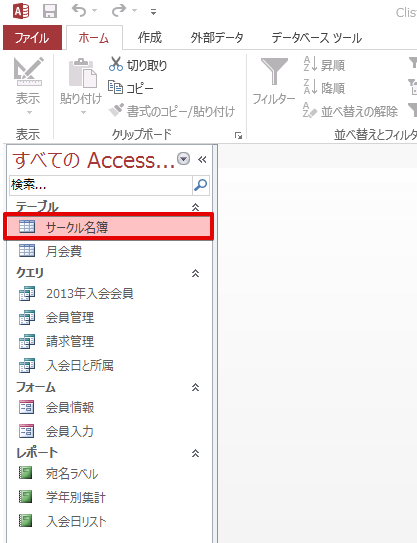 Clis
ファイル ホーム 作成 外部データ データベース ツール
表示
貼り付け
切り取り
コピー
書式のコピー/貼り付け
フィルター
昇順
降順
並べ替えの解除
表示 クリップボード 並べ替えとフィルタ
すべての Access...
検索...
テーブル
サークル名簿
月会費
クエリ
2013年入会会員
会員管理
請求管理
入会日と所属
フォーム
会員情報
会員入力
レポート
宛名ラベル
学年別集計
入会日リスト